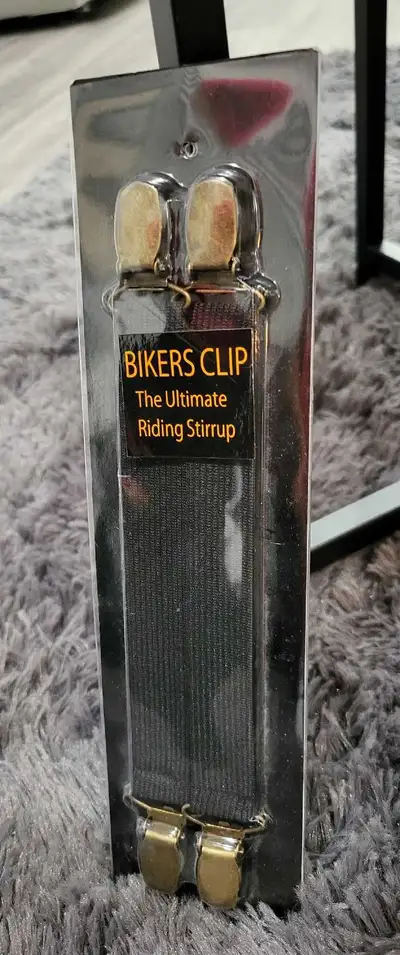 BIKERS CLIP
The Ultimate
Riding Stirrup